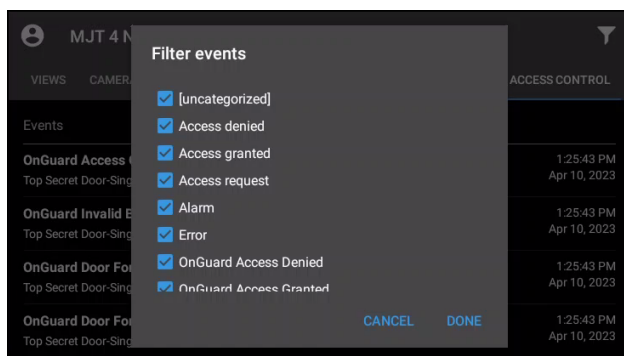 MJT 4 N
Filter events
VIEWS CAMER
ACCESS CONTROL
[uncategorized]
Access denied
Access granted
Access request
Alarm
Error
OnGuard Access Denied
OnGuard Access Granted
CANCEL DONE
Events
OnGuard Access
Top Secret Door-Sing
1:25:43 PM
Apr 10, 2023
OnGuard Invalid E
Top Secret Door-Sing
1:25:43 PM
Apr 10, 2023
OnGuard Door For
Top Secret Door-Sing
1:25:43 PM
Apr 10, 2023
OnGuard Door For
Top Secret Door-Sing
1:25:43 PM
Apr 10, 2023